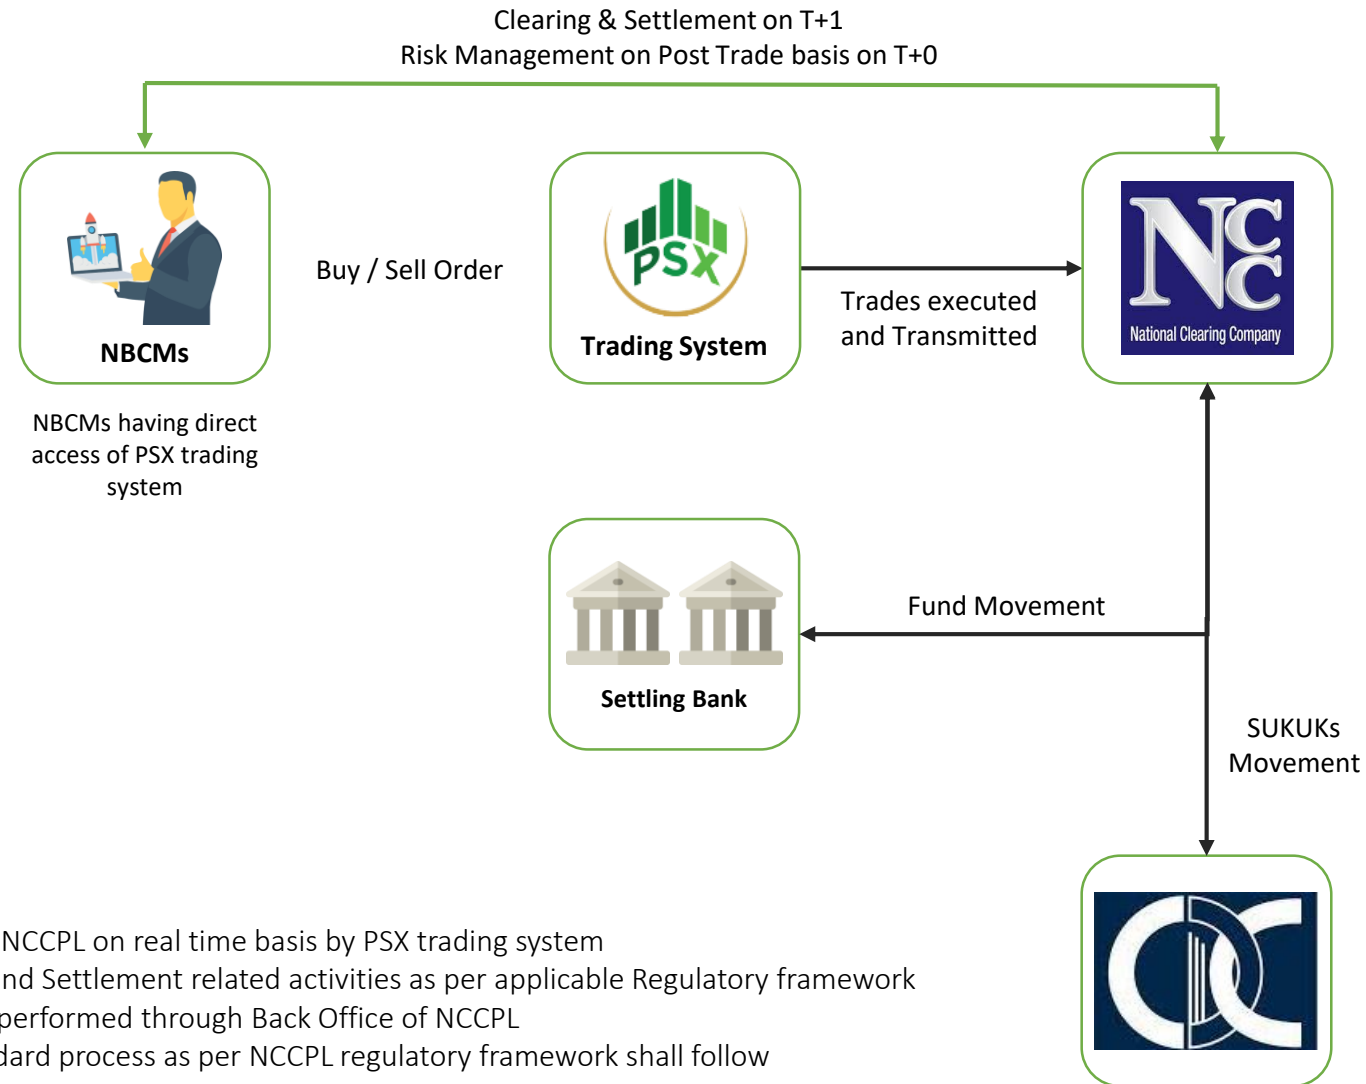 Clearing & Settlement on T+1
Risk Management on Post Trade basis on T+0
NBCMs
Buy / Sell Order
PSX
Trading System
Trades executed
and Transmitted
NCC
National Clearing Company
NBCMs having direct
access of PSX trading
system
Settling Bank
Fund Movement
SUKUKs
Movement
CDC
NCCPL on real time basis by PSX trading system
nd Settlement related activities as per applicable Regulatory framework
performed through Back Office of NCCPL
dard process as per NCCPL regulatory framework shall follow